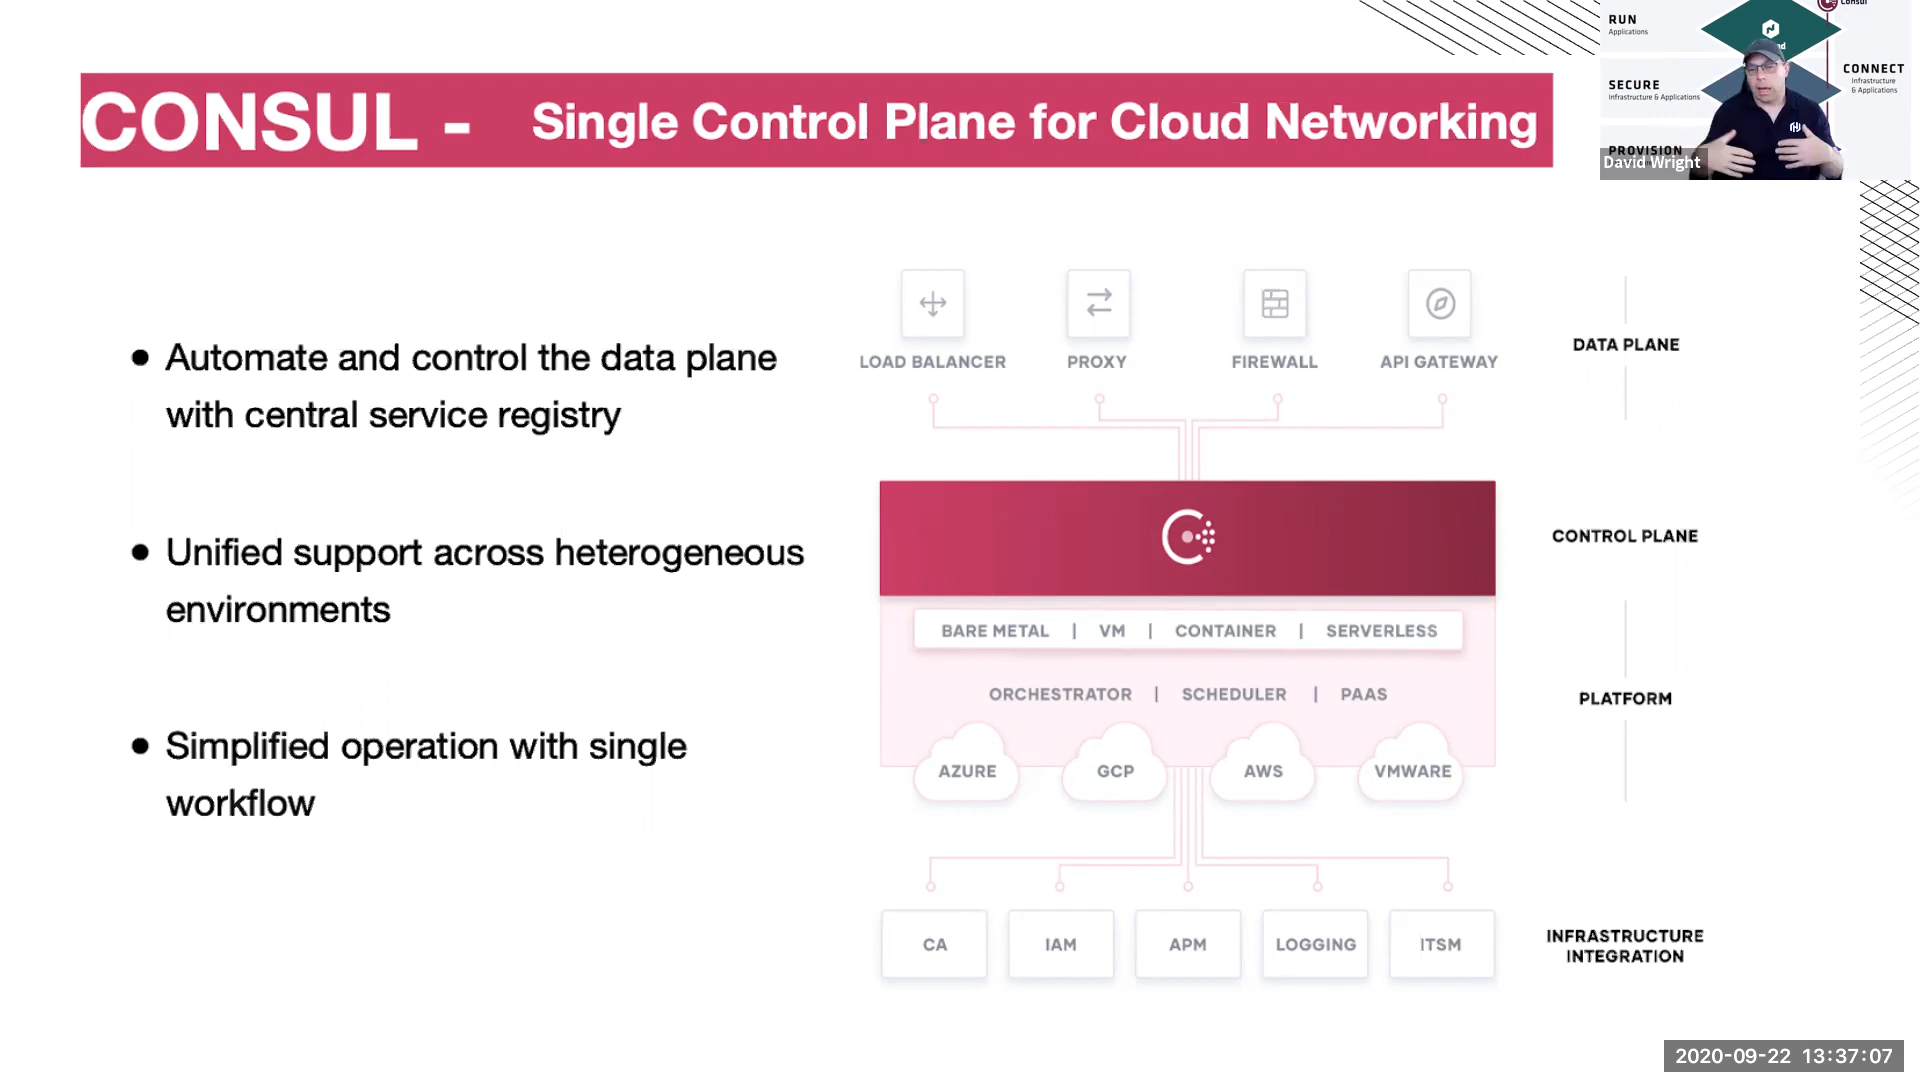 CONSUL - Single Control Plane for Cloud Networking
RUN
Applications
SECURE
Infrastructure & Applications
PROVISION
Consul
CONNECT
Infrastructure
& Applications
David Wright
• Automate and control the data plane
with central service registry
• Unified support across heterogeneous
environments
• Simplified operation with single
workflow
LOAD BALANCER PROXY FIREWALL API GATEWAY
DATA PLANE
CONTROL PLANE
BARE METAL | VM | CONTAINER | SERVERLESS
ORCHESTRATOR | SCHEDULER | PAAS
PLATFORM
AZURE GCP AWS VMWARE
CA IAM APM LOGGING ITSM
INFRASTRUCTURE
INTEGRATION
2020-09-22 13:37:07